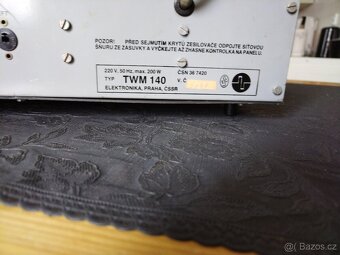 POZOR! PŘED SEJMUTÍM KRYTU ZESILOVAČE ODPOJTE SÍŤOVOU
ŠŇŮRU ZE ZÁSUVKY A VYČKEJTE AŽ ZHASNE KONTROLKA NA PANELU.
220 V, 50 Hz, max. 200 W ČSN 36 7420
TYP TWM 140 V. Č.
ELEKTRONIKA, PRAHA, ČSSR
Bazoš.cz